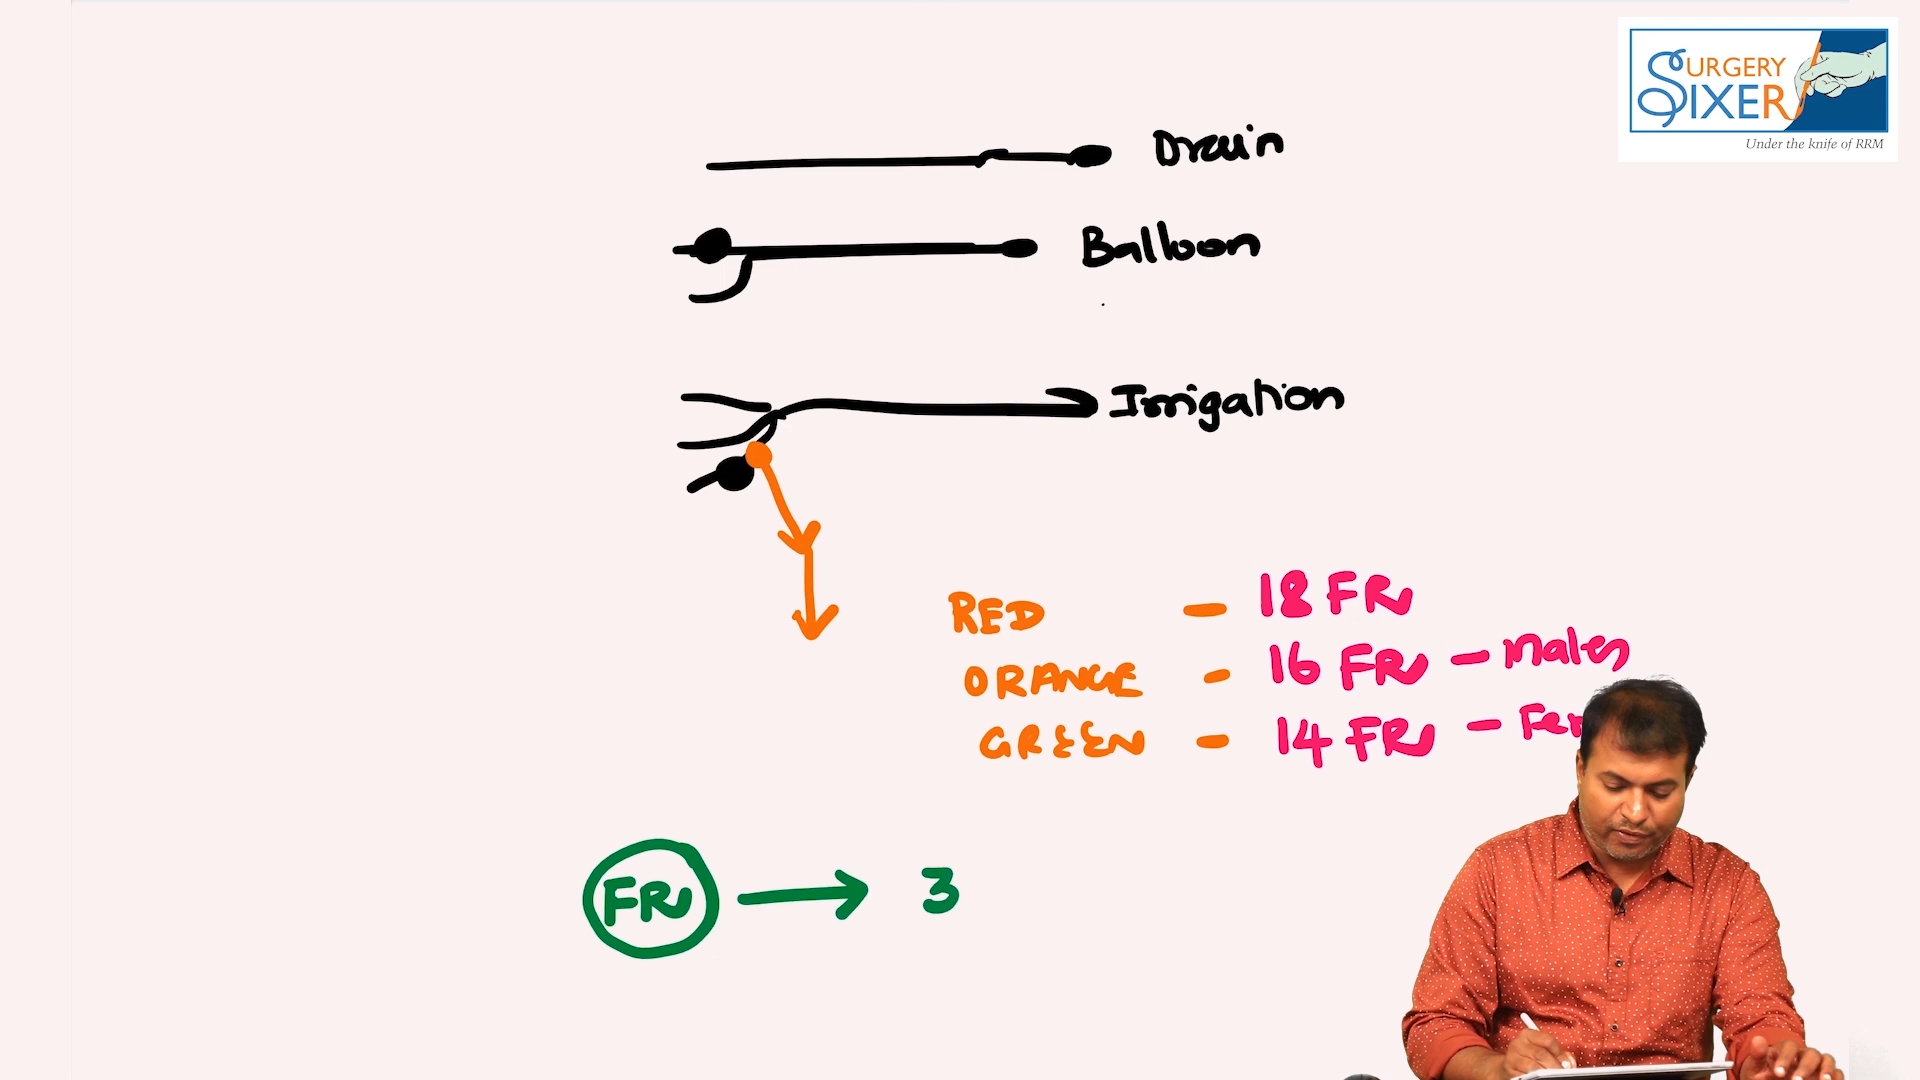 SURGERY
SIXER
Under the knife of RRM
Drain
Balloon
Irrigation
RED - 18 FR
ORANGE - 16 FR - Males
GREEN - 14 FR -
FR → 3